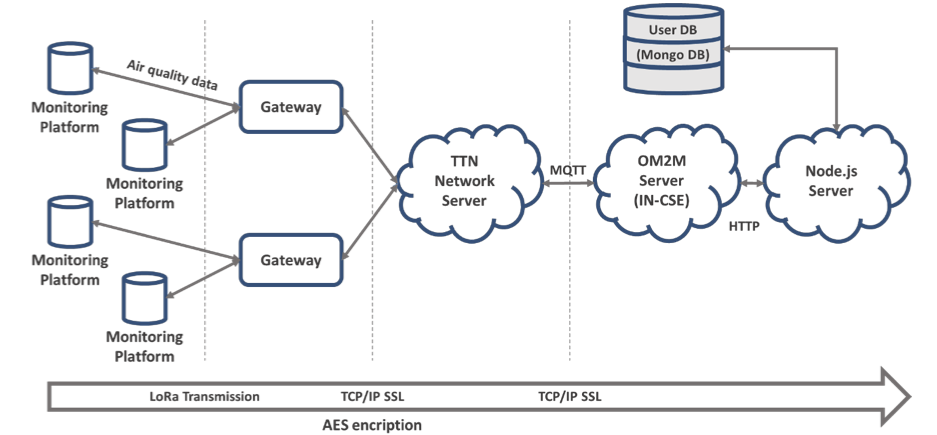 User DB
(Mongo DB)
Air quality data
Monitoring
Platform
Gateway
Monitoring
Platform
TTN
Network
Server
MQTT
OM2M
Server
(IN-CSE)
HTTP
Node.js
Server
Monitoring
Platform
Gateway
Monitoring
Platform
LoRa Transmission
TCP/IP SSL
TCP/IP SSL
AES encription